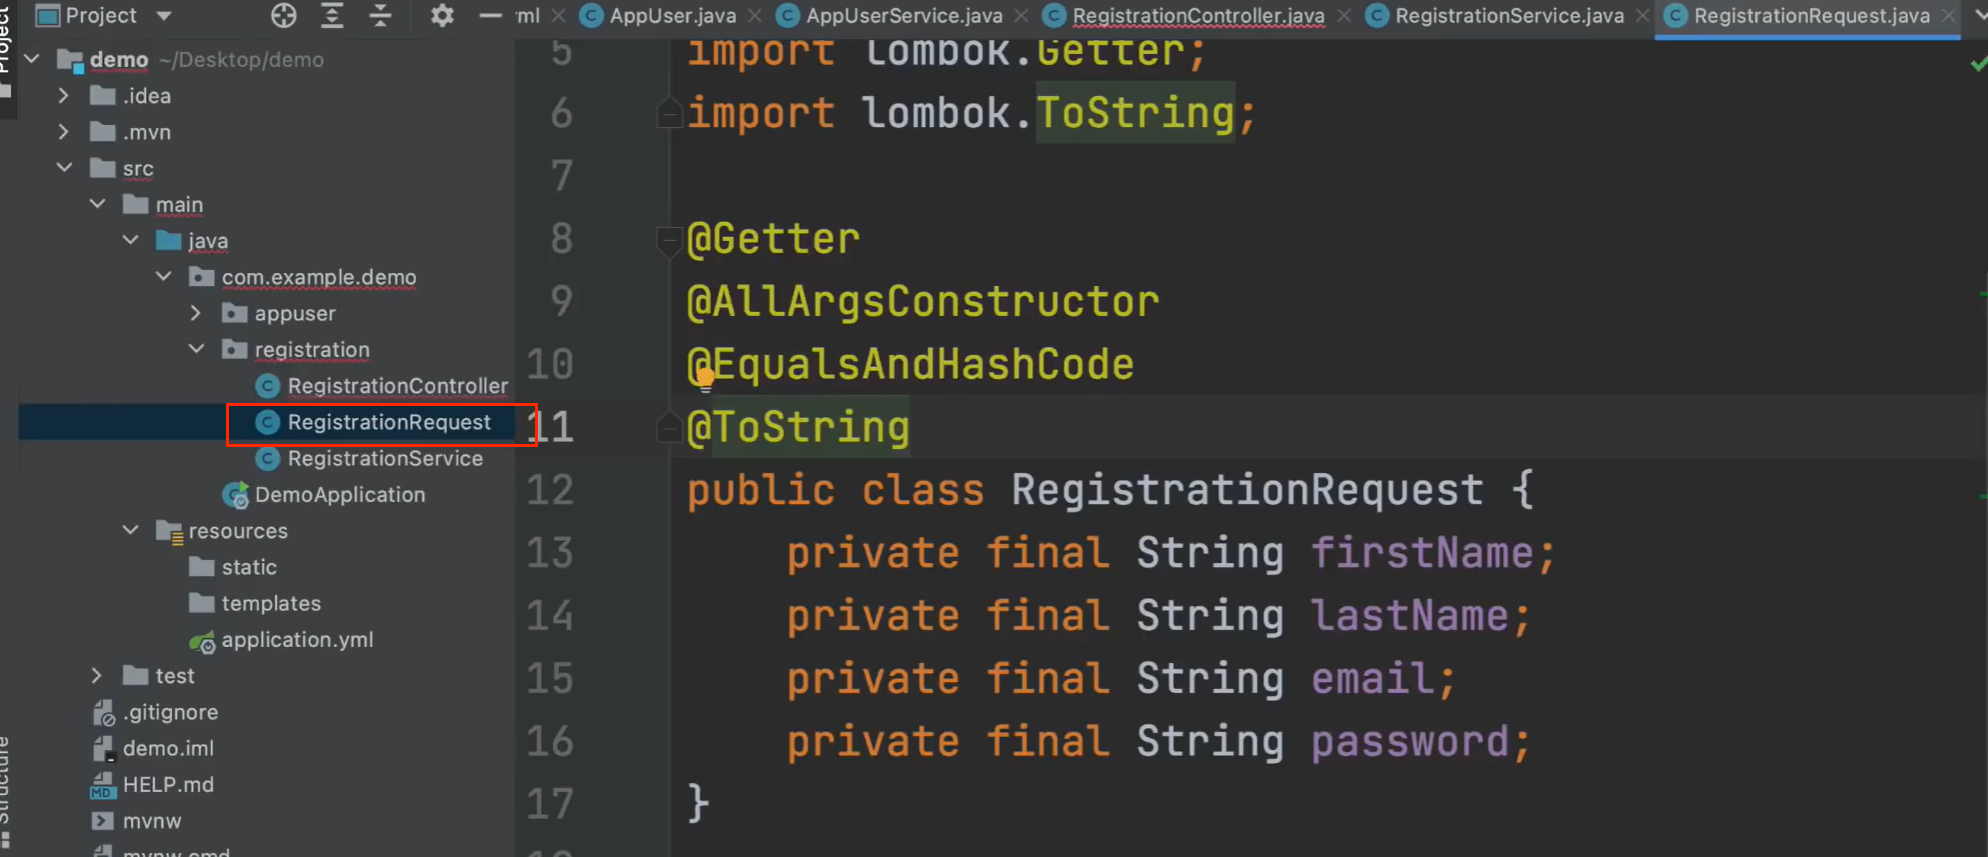 Project
yml
AppUser.java
AppUserService.java
RegistrationController.java
RegistrationService.java
RegistrationRequest.java
Project
demo ~/Desktop/demo
.idea
.mvn
src
main
java
com.example.demo
appuser
registration
RegistrationController
RegistrationRequest
RegistrationService
DemoApplication
resources
static
templates
application.yml
test
.gitignore
demo.iml
HELP.md
mvnw
mvnw.cmd
Structure
5 import lombok.Getter;
6 import lombok.ToString;
7
8 @Getter
9 @AllArgsConstructor
10 @EqualsAndHashCode
11 @ToString
12 public class RegistrationRequest {
13 private final String firstName;
14 private final String lastName;
15 private final String email;
16 private final String password;
17 }